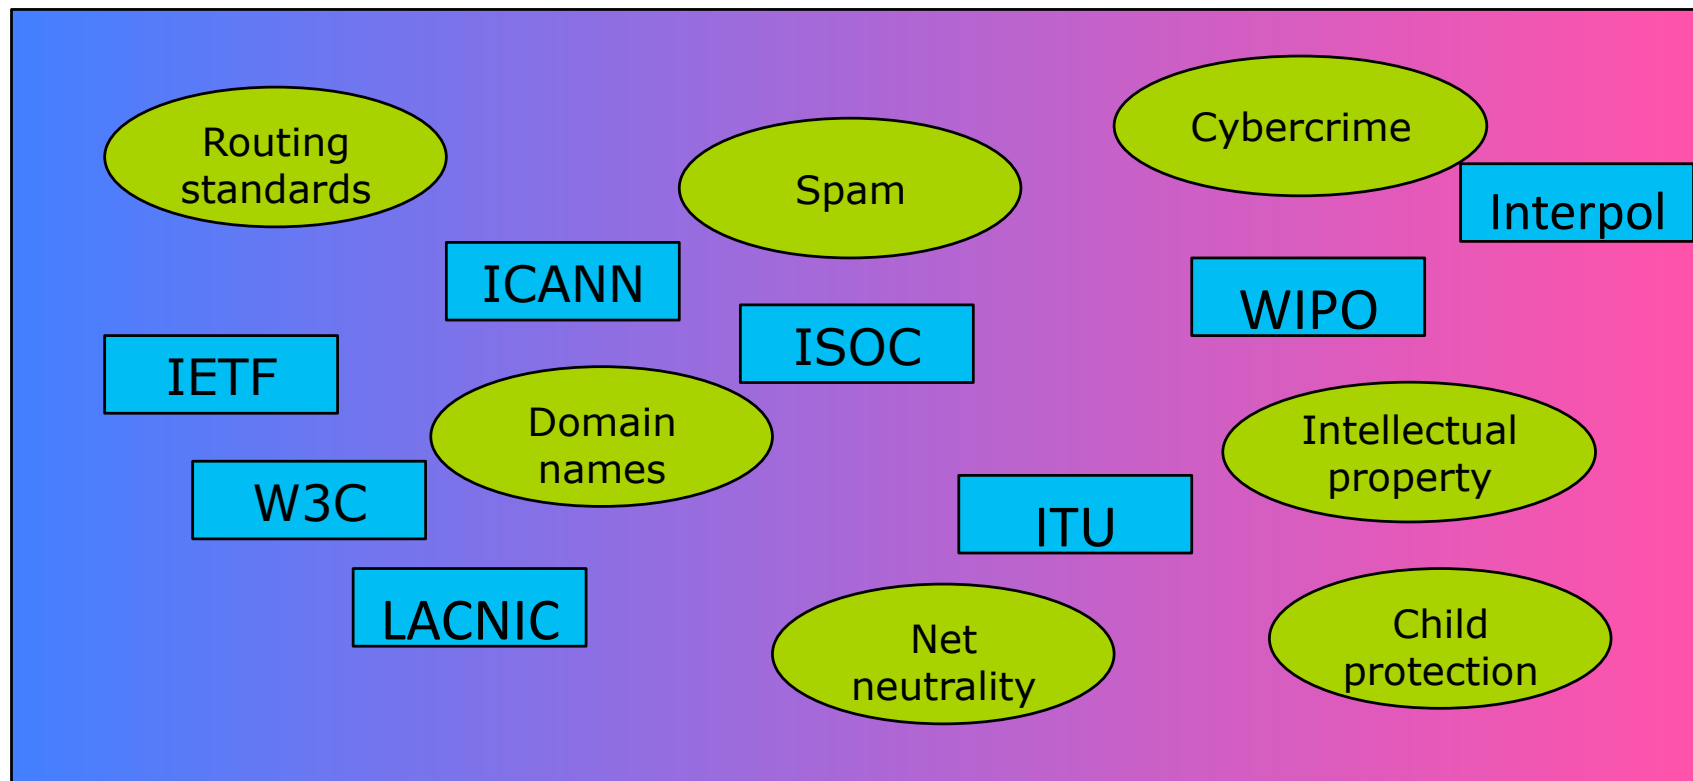 Routing
standards
Spam
Cybercrime
Interpol
ICANN
ISOC
WIPO
IETF
Domain
names
Intellectual
property
W3C
ITU
LACNIC
Net
neutrality
Child
protection